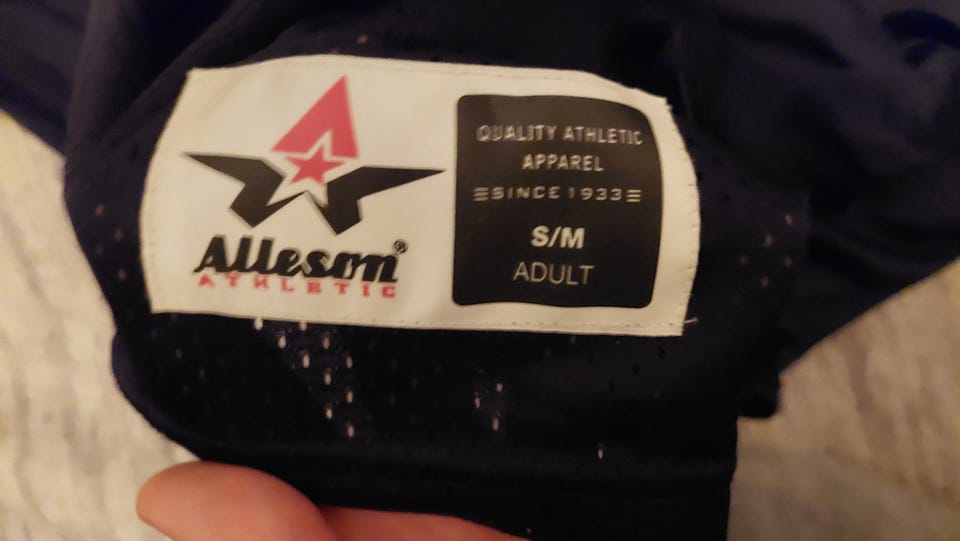 Alleson®
ATHLETIC
QUALITY ATHLETIC
APPAREL
SINCE 1933
S/M
ADULT